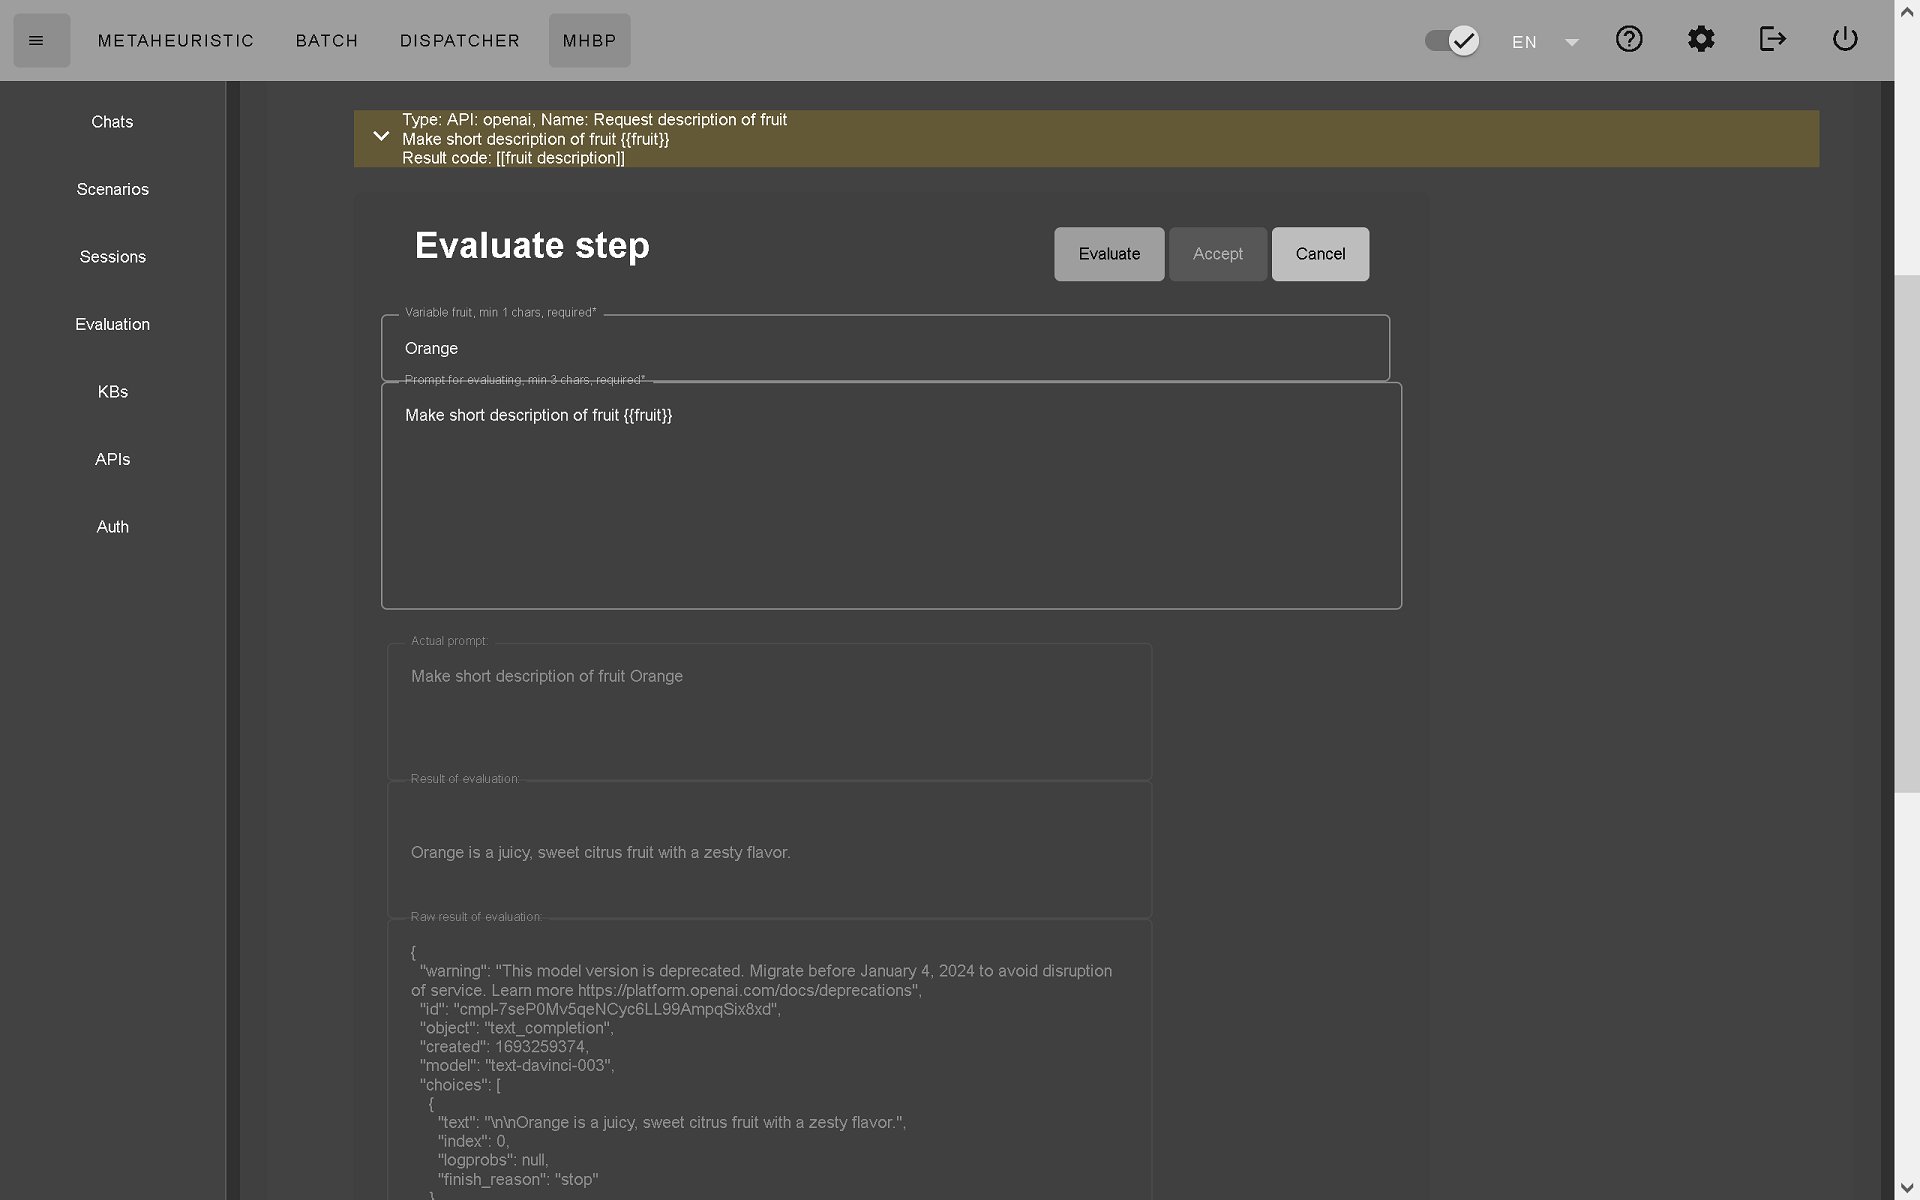 METAHEURISTIC BATCH DISPATCHER MHBP EN
Chats
Scenarios
Sessions
Evaluation
KBs
APIs
Auth
Type: API: openai, Name: Request description of fruit
Make short description of fruit {{fruit}}
Result code: [[fruit description]]
Evaluate step
Evaluate Accept Cancel
Variable fruit, min 1 chars, required*
Orange
Prompt for evaluating, min 3 chars, required*
Make short description of fruit {{fruit}}
Actual prompt:
Make short description of fruit Orange
Result of evaluation:
Orange is a juicy, sweet citrus fruit with a zesty flavor.
Raw result of evaluation:
{
"warning": "This model version is deprecated. Migrate before January 4, 2024 to avoid disruption
of service. Learn more https://platform.openai.com/docs/deprecations",
"id": "cmpl-7seP0Mv5qeNCyc6LL99AmpqSix8xd",
"object": "text_completion",
"created": 1693259374,
"model": "text-davinci-003",
"choices": [
{
"text": "\n\nOrange is a juicy, sweet citrus fruit with a zesty flavor.",
"index": 0,
"logprobs": null,
"finish_reason": "stop"
}